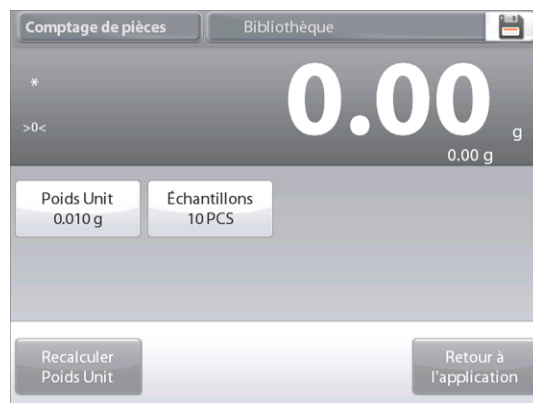 Comptage de pièces
Bibliothèque
*
0.00 g
>0<
0.00 g
Poids Unit
0.010 g
Échantillons
10 PCS
Recalculer
Poids Unit
Retour à
l'application